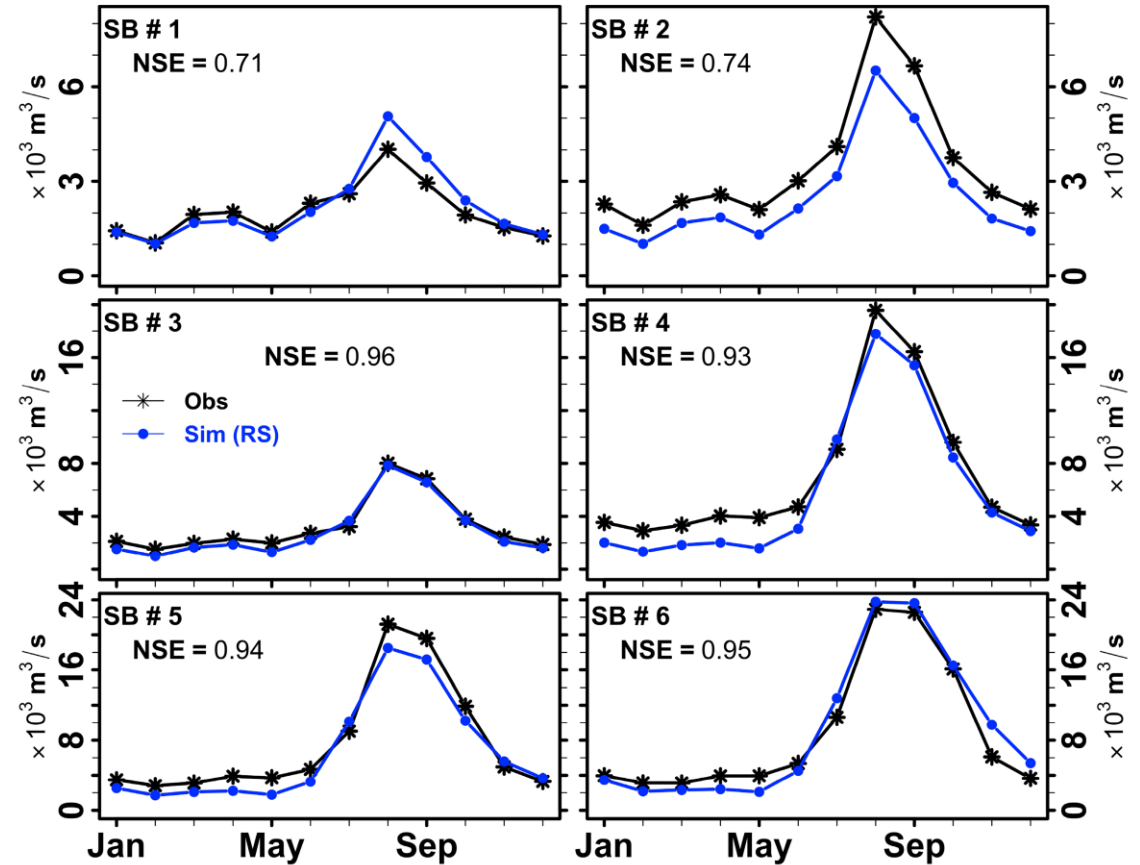 SB # 1
NSE = 0.71
6
3
0
× 10³ m³/s
SB # 2
NSE = 0.74
6
3
0
× 10³ m³/s
SB # 3
NSE = 0.96
Obs
Sim (RS)
16
8
4
× 10³ m³/s
SB # 4
NSE = 0.93
16
8
4
× 10³ m³/s
SB # 5
NSE = 0.94
24
16
8
0
× 10³ m³/s
Jan May Sep
SB # 6
NSE = 0.95
24
16
8
0
× 10³ m³/s
Jan May Sep